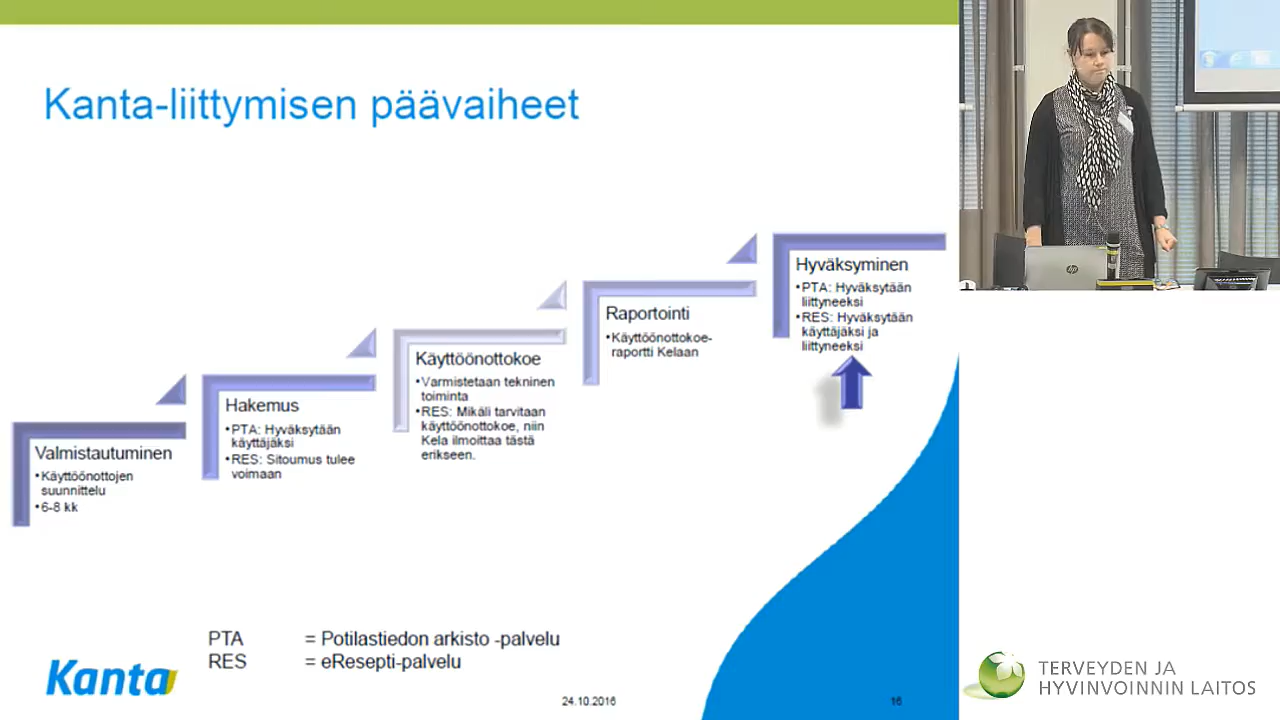 Kanta-liittymisen päävaiheet
Valmistautuminen
•Käyttöönottojen
suunnittelu
•6-8 kk
Hakemus
•PTA: Hyväksytään
käyttäjäksi
•RES: Sitoumus tulee
voimaan
Käyttöönottokoe
•Varmistetaan tekninen
toiminta
•RES: Mikäli tarvitaan
käyttöönottokoe, niin
Kela ilmoittaa tästä
erikseen.
Raportointi
•Käyttöönottokoe-
raportti Kelaan
Hyväksyminen
•PTA: Hyväksytään
liittyneeksi
•RES: Hyväksytään
käyttäjäksi ja
liittyneeksi
PTA = Potilastiedon arkisto -palvelu
RES = eResepti-palvelu
Kanta
24.10.2016
16
hp
TERVEYDEN JA
HYVINVOINNIN LAITOS